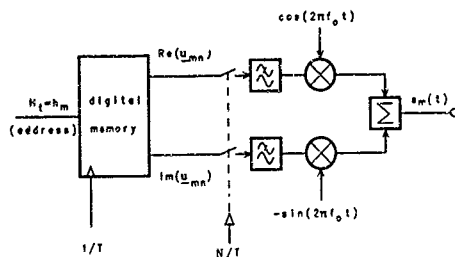 cos(2πf₀t)
Re(u_mn)
H_t=h_m
(address)
digital
memory
Σ
s_m(t)
Im(u_mn)
-sin(2πf₀t)
1/T
N/T